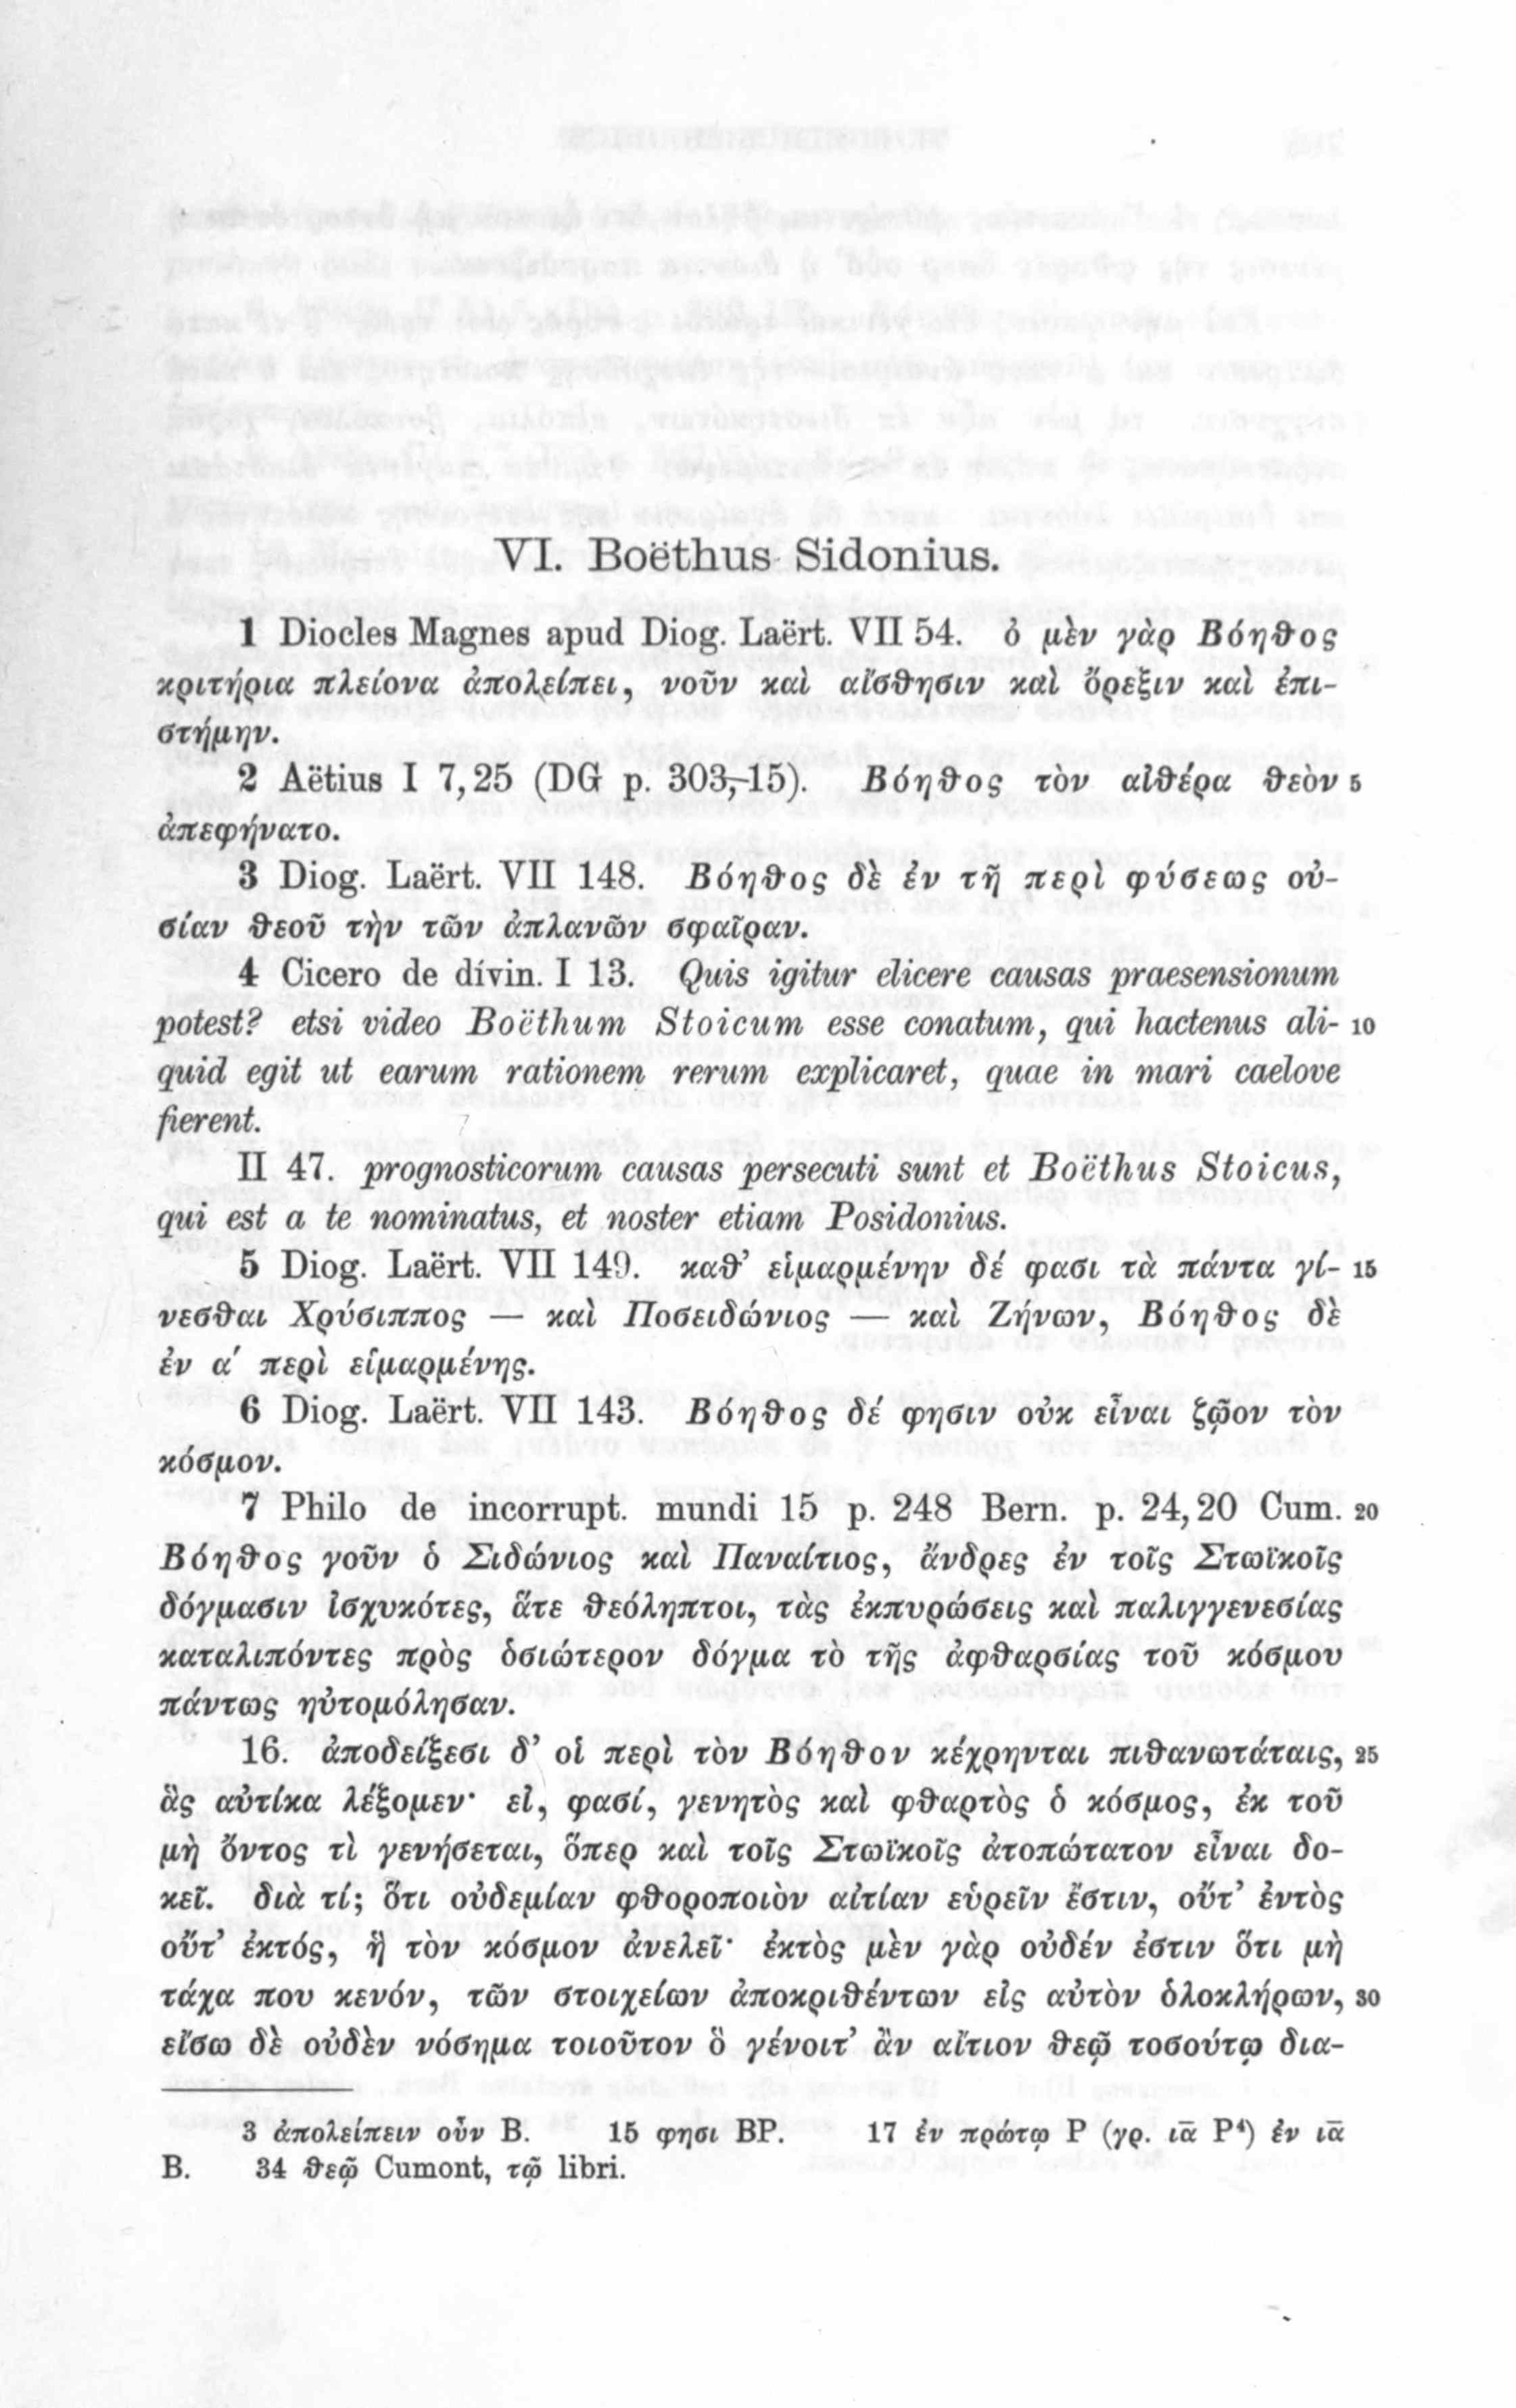 VI. Boëthus Sidonius.
1 Diocles Magnes apud Diog. Laërt. VII 54. ὁ μὲν γὰρ Βόηθος
κριτήρια πλείονα ἀπολείπει, νοῦν καὶ αἴσθησιν καὶ ὄρεξιν καὶ ἐπι-
στήμην.
2 Aëtius I 7,25 (DG p. 303,15). Βόηθος τὸν αἰθέρα θεὸν 5
ἀπεφήνατο.
3 Diog. Laërt. VII 148. Βόηθος δὲ ἐν τῇ περὶ φύσεως οὐ-
σίαν θεοῦ τὴν τῶν ἀπλανῶν σφαῖραν.
4 Cicero de divin. I 13. Quis igitur elicere causas praesensionum
potest? etsi video Boëthum Stoicum esse conatum, qui hactenus ali- 10
quid egit ut earum rationem rerum explicaret, quae in mari caelove
fierent.
II 47. prognosticorum causas persecuti sunt et Boëthus Stoicus,
qui est a te nominatus, et noster etiam Posidonius.
5 Diog. Laërt. VII 149. καθ’ εἱμαρμένην δέ φασι τὰ πάντα γί- 15
νεσθαι Χρύσιππος — καὶ Ποσειδώνιος — καὶ Ζήνων, Βόηθος δὲ
ἐν α′ περὶ εἱμαρμένης.
6 Diog. Laërt. VII 143. Βόηθος δέ φησιν οὐκ εἶναι ζῷον τὸν
κόσμον.
7 Philo de incorrupt. mundi 15 p. 248 Bern. p. 24,20 Cum. 20
Βόηθος γοῦν ὁ Σιδώνιος καὶ Παναίτιος, ἄνδρες ἐν τοῖς Στωϊκοῖς
δόγμασιν ἰσχυκότες, ἅτε θεόληπτοι, τὰς ἐκπυρώσεις καὶ παλιγγενεσίας
καταλιπόντες πρὸς ὁσιώτερον δόγμα τὸ τῆς ἀφθαρσίας τοῦ κόσμου
πάντως ηὐτομόλησαν.
16. ἀποδείξεσι δ’ οἱ περὶ τὸν Βόηθον κέχρηνται πιθανωτάταις, 25
ἃς αὐτίκα λέξομεν· εἰ, φασί, γενητὸς καὶ φθαρτὸς ὁ κόσμος, ἐκ τοῦ
μὴ ὄντος τὶ γενήσεται, ὅπερ καὶ τοῖς Στωϊκοῖς ἀτοπώτατον εἶναι δο-
κεῖ. διὰ τί; ὅτι οὐδεμίαν φθοροποιὸν αἰτίαν εὑρεῖν ἔστιν, οὔτ’ ἐντὸς
οὔτ’ ἐκτός, ἣ τὸν κόσμον ἀνελεῖ· ἐκτὸς μὲν γὰρ οὐδέν ἐστιν ὅτι μὴ
τάχα που κενόν, τῶν στοιχείων ἀποκριθέντων εἰς αὐτὸν ὁλοκλήρων, 30
εἴσω δὲ οὐδὲν νόσημα τοιοῦτον ὃ γένοιτ’ ἂν αἴτιον θεῷ τοσούτῳ δια-
3 ἀπολείπειν οὖν B. 15 φησι BP. 17 ἐν πρώτῳ P (γρ. ια̅ P⁴) ἐν ια̅
B. 34 θεῷ Cumont, τῷ libri.